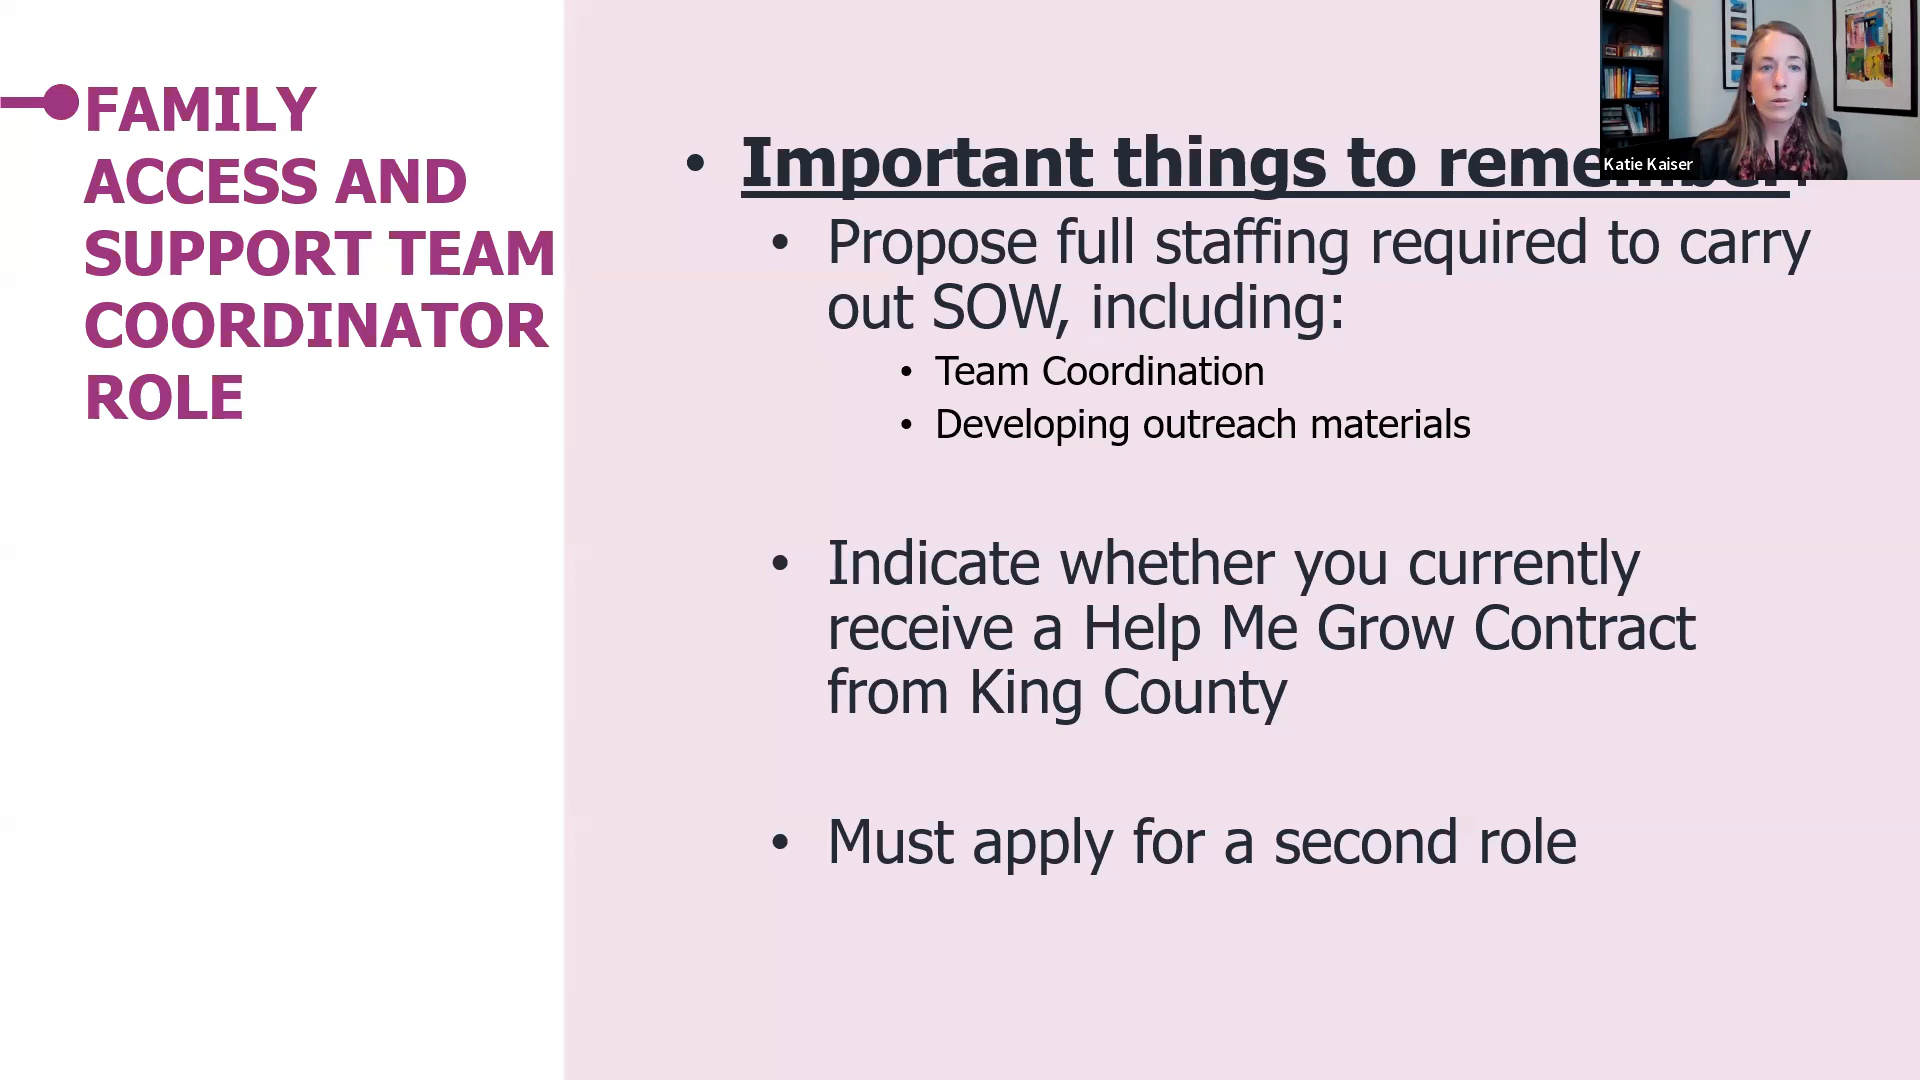 FAMILY
ACCESS AND
SUPPORT TEAM
COORDINATOR
ROLE
• Important things to remember:
• Propose full staffing required to carry
out SOW, including:
• Team Coordination
• Developing outreach materials
• Indicate whether you currently
receive a Help Me Grow Contract
from King County
• Must apply for a second role
Katie Kaiser